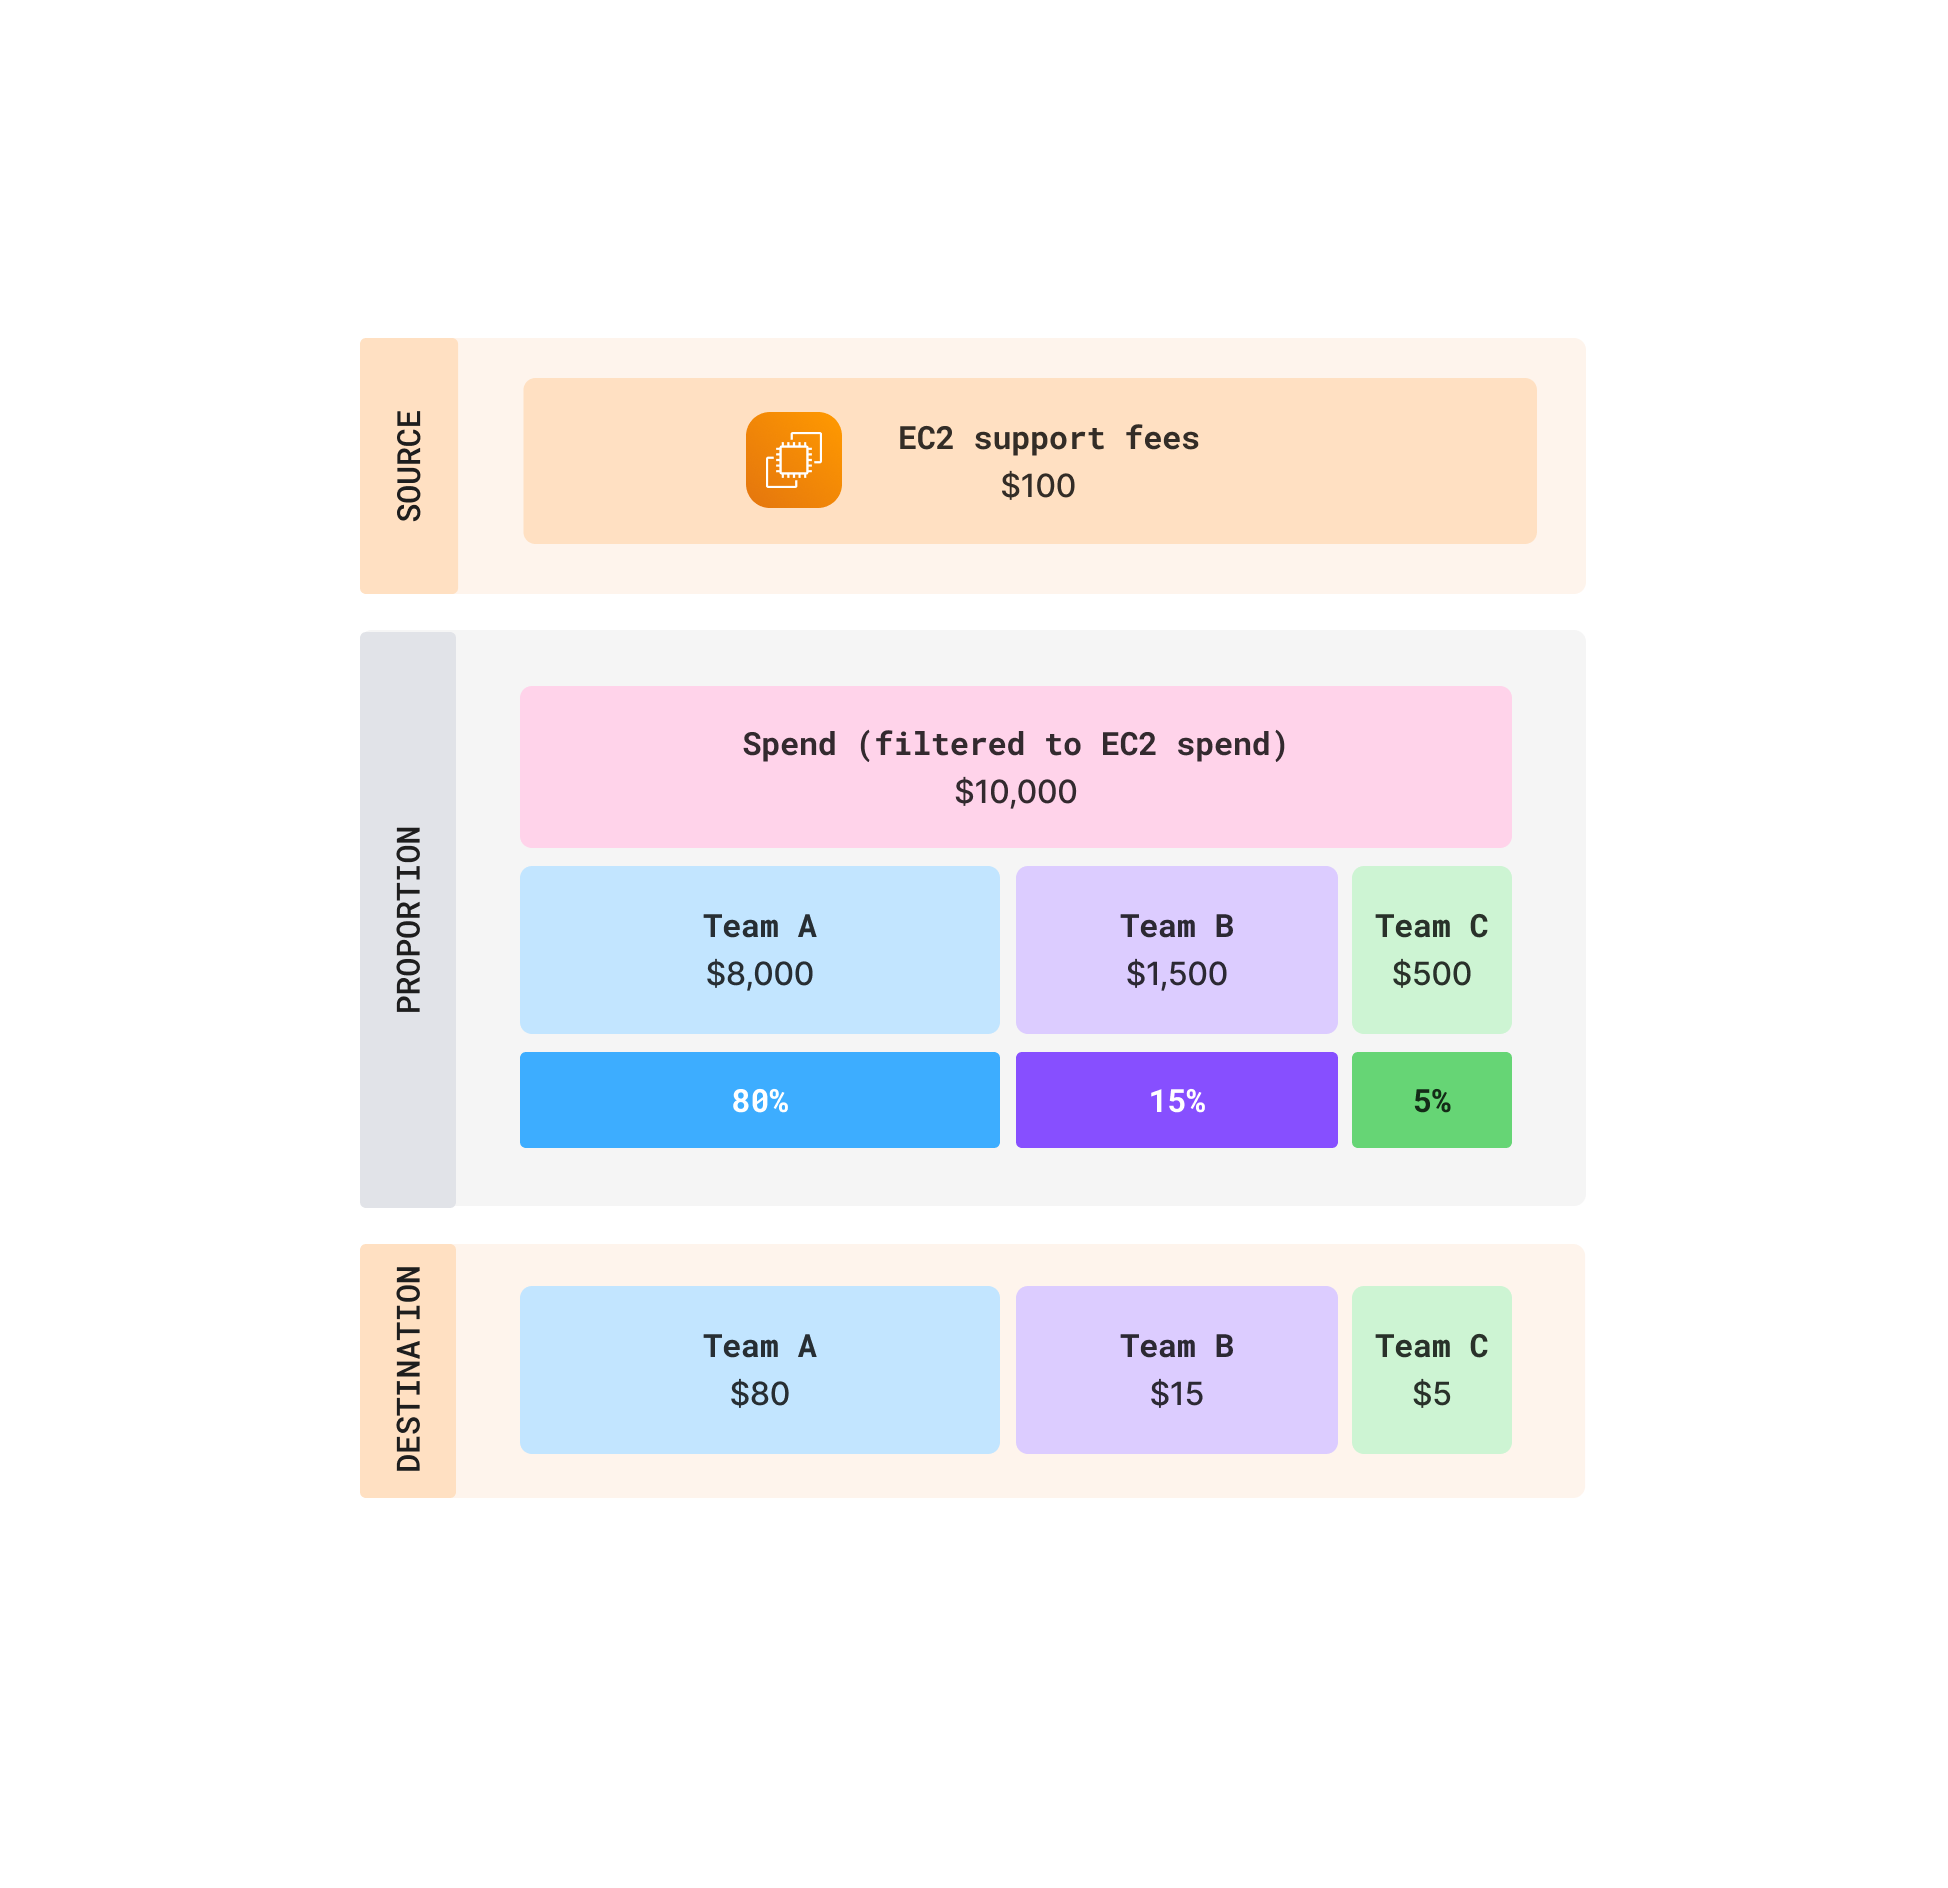 SOURCE
EC2 support fees
$100
PROPORTION
Spend (filtered to EC2 spend)
$10,000
Team A
$8,000
Team B
$1,500
Team C
$500
80%
15%
5%
DESTINATION
Team A
$80
Team B
$15
Team C
$5